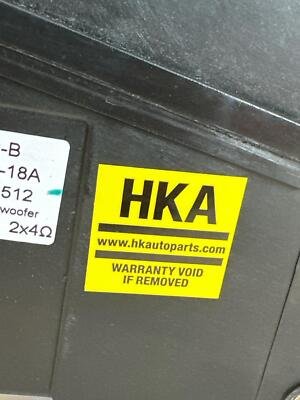 -B
-18A
512
woofer
2x4Ω
HKA
www.hkautoparts.com
WARRANTY VOID
IF REMOVED